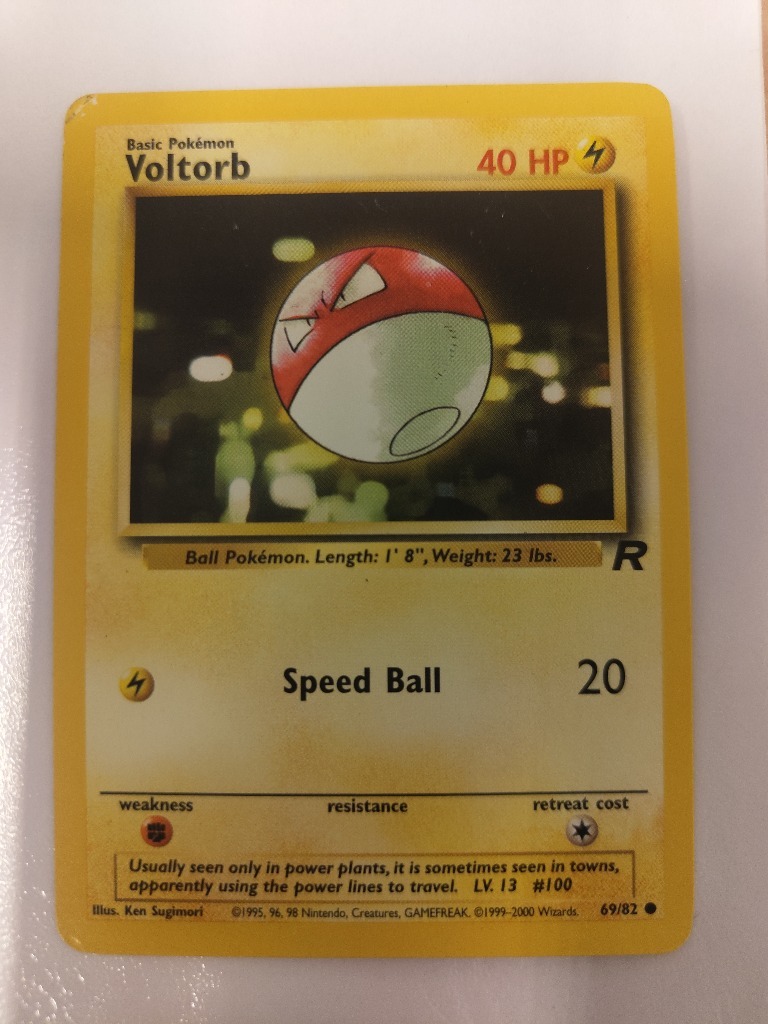 Basic Pokémon
Voltorb
40 HP
Ball Pokémon. Length: 1' 8", Weight: 23 lbs.
R
Speed Ball 20
weakness resistance retreat cost
Usually seen only in power plants, it is sometimes seen in towns,
apparently using the power lines to travel. LV. 13 #100
Illus. Ken Sugimori ©1995, 96, 98 Nintendo, Creatures, GAMEFREAK. ©1999-2000 Wizards. 69/82